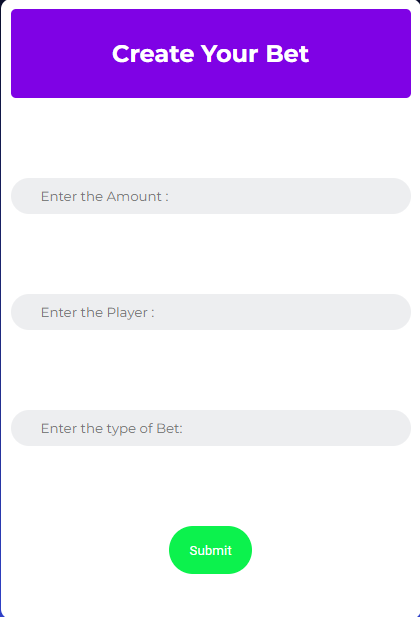 Create Your Bet
Enter the Amount :
Enter the Player :
Enter the type of Bet:
Submit